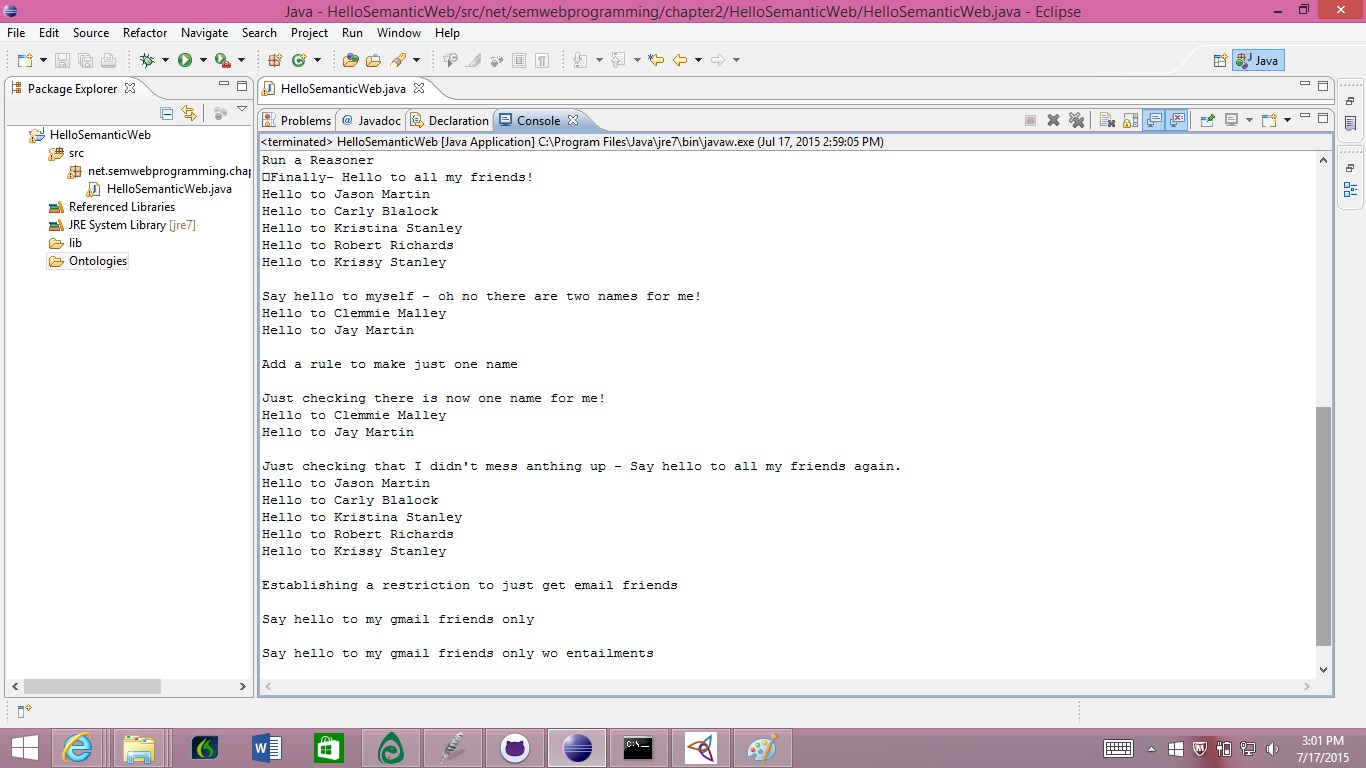 Java - HelloSemanticWeb/src/net/semwebprogramming/chapter2/HelloSemanticWeb/HelloSemanticWeb.java - Eclipse
File Edit Source Refactor Navigate Search Project Run Window Help
Java
Package Explorer
HelloSemanticWeb.java
HelloSemanticWeb
src
net.semwebprogramming.chap
HelloSemanticWeb.java
Referenced Libraries
JRE System Library [jre7]
lib
Ontologies
Problems @ Javadoc Declaration Console
<terminated> HelloSemanticWeb [Java Application] C:\Program Files\Java\jre7\bin\javaw.exe (Jul 17, 2015 2:59:05 PM)
Run a Reasoner
Finally- Hello to all my friends!
Hello to Jason Martin
Hello to Carly Blalock
Hello to Kristina Stanley
Hello to Robert Richards
Hello to Krissy Stanley
Say hello to myself - oh no there are two names for me!
Hello to Clemmie Malley
Hello to Jay Martin
Add a rule to make just one name
Just checking there is now one name for me!
Hello to Clemmie Malley
Hello to Jay Martin
Just checking that I didn't mess anthing up - Say hello to all my friends again.
Hello to Jason Martin
Hello to Carly Blalock
Hello to Kristina Stanley
Hello to Robert Richards
Hello to Krissy Stanley
Establishing a restriction to just get email friends
Say hello to my gmail friends only
Say hello to my gmail friends only wo entailments
3:01 PM
7/17/2015